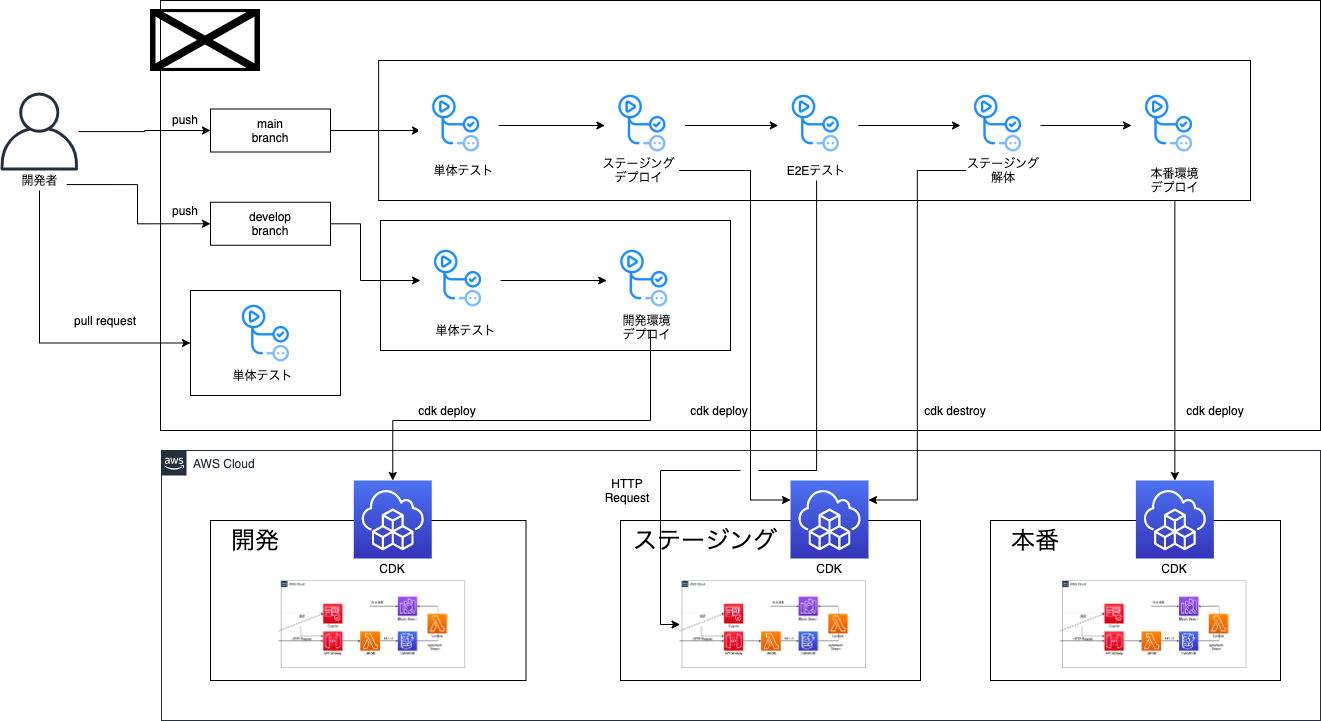 push
main
branch
開発者
単体テスト
ステージング
デプロイ
E2Eテスト
ステージング
解体
本番環境
デプロイ
push
develop
branch
単体テスト
開発環境
デプロイ
pull request
単体テスト
cdk deploy
cdk deploy
cdk destroy
cdk deploy
aws
AWS Cloud
HTTP
Request
開発
CDK
ステージング
CDK
本番
CDK